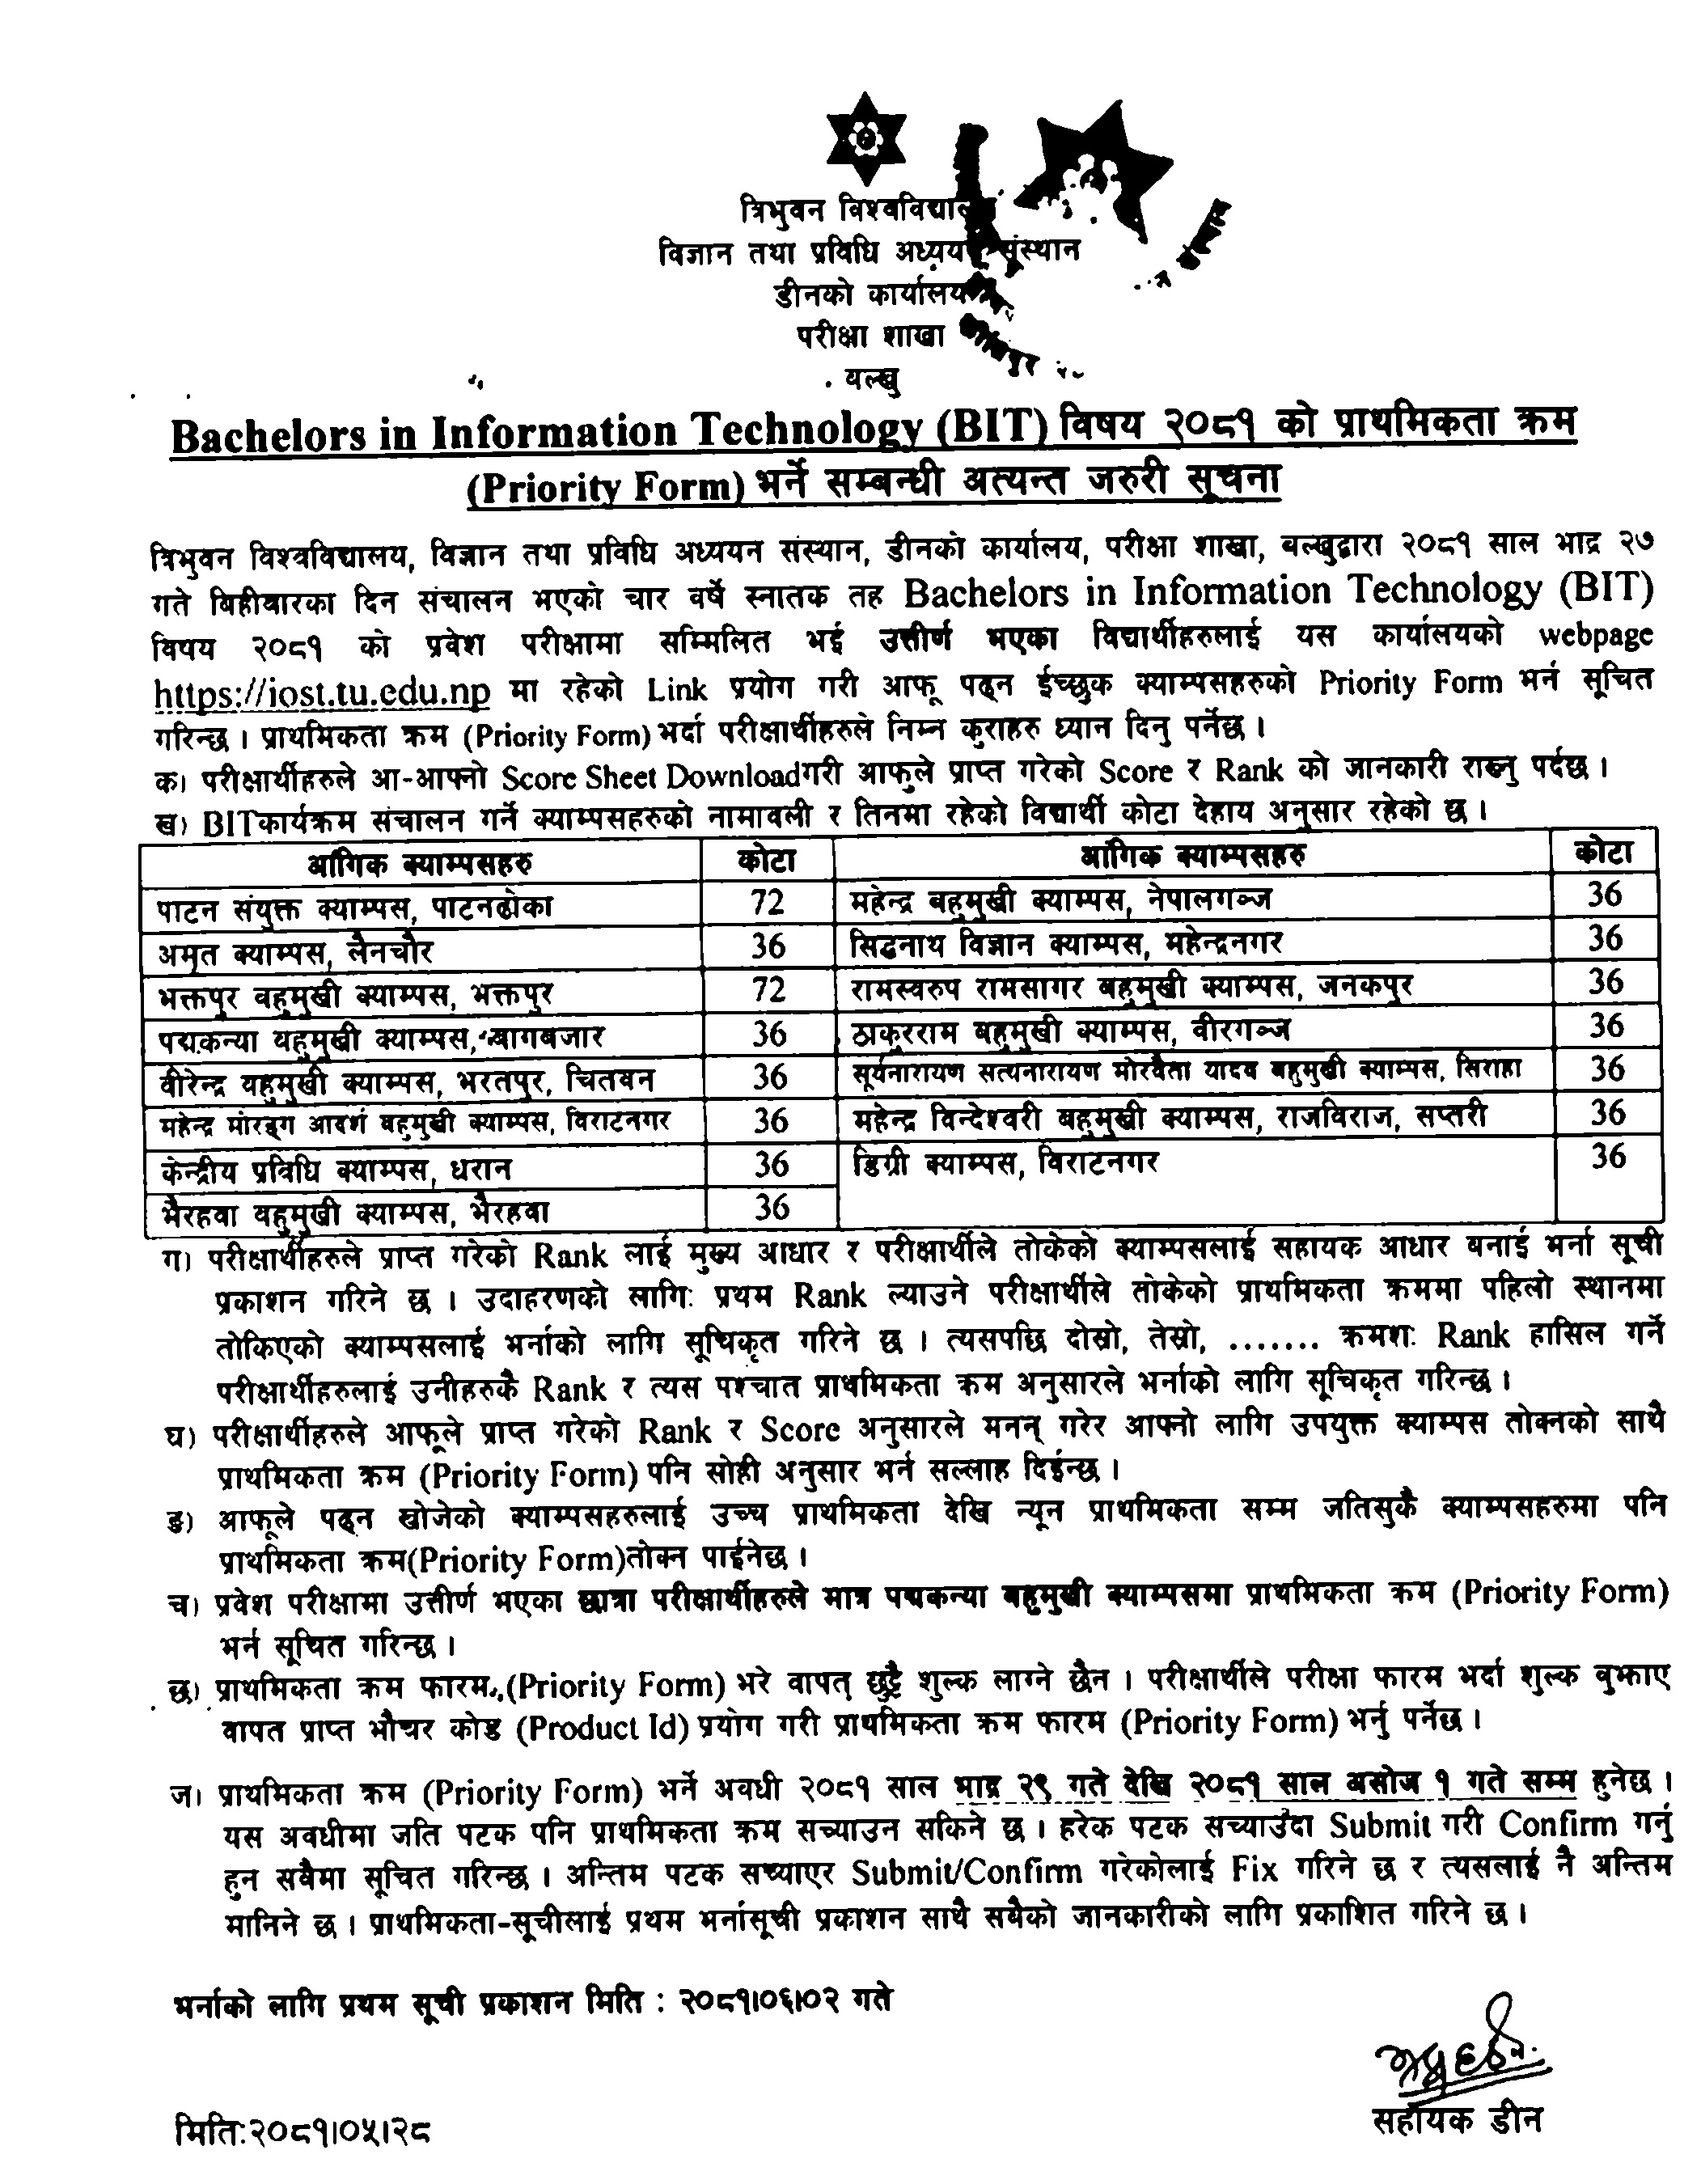 त्रिभुवन विश्वविद्यालय
विज्ञान तथा प्रविधि अध्ययन संस्थान
डीनको कार्यालय
परीक्षा शाखा
बल्खु
Bachelors in Information Technology (BIT) विषय २०८१ को प्राथमिकता क्रम
(Priority Form) भर्ने सम्बन्धी अत्यन्त जरुरी सूचना
त्रिभुवन विश्वविद्यालय, विज्ञान तथा प्रविधि अध्ययन संस्थान, डीनको कार्यालय, परीक्षा शाखा, बल्खुद्वारा २०८१ साल भाद्र २७
गते बिहीबारका दिन संचालन भएको चार वर्षे स्नातक तह Bachelors in Information Technology (BIT)
विषय २०८१ को प्रवेश परीक्षामा सम्मिलित भई उत्तीर्ण भएका विद्यार्थीहरुलाई यस कार्यालयको webpage
https://iost.tu.edu.np मा रहेको Link प्रयोग गरी आफू पढ्न ईच्छुक क्याम्पसहरुको Priority Form भर्न सूचित
गरिन्छ । प्राथमिकता क्रम (Priority Form) भर्दा परीक्षार्थीहरुले निम्न कुराहरु ध्यान दिनु पर्नेछ ।
क) परीक्षार्थीहरुले आ-आफ्नो Score Sheet Download गरी आफुले प्राप्त गरेको Score र Rank को जानकारी राख्नु पर्दछ ।
ख) BIT कार्यक्रम संचालन गर्ने क्याम्पसहरुको नामावली र तिनमा रहेको विद्यार्थी कोटा देहाय अनुसार रहेको छ ।
आंगिक क्याम्पसहरु कोटा आंगिक क्याम्पसहरु कोटा
पाटन संयुक्त क्याम्पस, पाटनढोका 72 महेन्द्र बहुमुखी क्याम्पस, नेपालगञ्ज 36
अमृत क्याम्पस, लैनचौर 36 सिद्धनाथ विज्ञान क्याम्पस, महेन्द्रनगर 36
भक्तपुर बहुमुखी क्याम्पस, भक्तपुर 72 रामस्वरुप रामसागर बहुमुखी क्याम्पस, जनकपुर 36
पद्मकन्या बहुमुखी क्याम्पस, बागबजार 36 ठाकुरराम बहुमुखी क्याम्पस, वीरगञ्ज 36
वीरेन्द्र बहुमुखी क्याम्पस, भरतपुर, चितवन 36 सूर्यनारायण सत्यनारायण मोरवैता यादव बहुमुखी क्याम्पस, सिराहा 36
महेन्द्र मोरङ्ग आदर्श बहुमुखी क्याम्पस, विराटनगर 36 महेन्द्र विन्देश्वरी बहुमुखी क्याम्पस, राजविराज, सप्तरी 36
केन्द्रीय प्रविधि क्याम्पस, धरान 36 डिग्री क्याम्पस, विराटनगर 36
भैरहवा बहुमुखी क्याम्पस, भैरहवा 36
ग) परीक्षार्थीहरुले प्राप्त गरेको Rank लाई मुख्य आधार र परीक्षार्थीले तोकेको क्याम्पसलाई सहायक आधार बनाई भर्ना सूची
प्रकाशन गरिने छ । उदाहरणको लागि: प्रथम Rank ल्याउने परीक्षार्थीले तोकेको प्राथमिकता क्रममा पहिलो स्थानमा
तोकिएको क्याम्पसलाई भर्नाको लागि सूचिकृत गरिने छ । त्यसपछि दोस्रो, तेस्रो, ....... क्रमश: Rank हासिल गर्ने
परीक्षार्थीहरुलाई उनीहरुकै Rank र त्यस पश्चात प्राथमिकता क्रम अनुसारले भर्नाको लागि सूचिकृत गरिन्छ ।
घ) परीक्षार्थीहरुले आफूले प्राप्त गरेको Rank र Score अनुसारले मनन् गरेर आफ्नो लागि उपयुक्त क्याम्पस तोक्नको साथै
प्राथमिकता क्रम (Priority Form) पनि सोही अनुसार भर्न सल्लाह दिईन्छ ।
ङ) आफूले पढ्न खोजेको क्याम्पसहरुलाई उच्च प्राथमिकता देखि न्यून प्राथमिकता सम्म जतिसुकै क्याम्पसहरुमा पनि
प्राथमिकता क्रम(Priority Form)तोक्न पाईनेछ ।
च) प्रवेश परीक्षामा उत्तीर्ण भएका छात्रा परीक्षार्थीहरुले मात्र पद्मकन्या बहुमुखी क्याम्पसमा प्राथमिकता क्रम (Priority Form)
भर्न सूचित गरिन्छ ।
छ) प्राथमिकता क्रम फारम (Priority Form) भरे वापत् छुट्टै शुल्क लाग्ने छैन । परीक्षार्थीले परीक्षा फारम भर्दा शुल्क बुझाए
वापत प्राप्त भौचर कोड (Product Id) प्रयोग गरी प्राथमिकता क्रम फारम (Priority Form) भर्नु पर्नेछ ।
ज) प्राथमिकता क्रम (Priority Form) भर्ने अवधी २०८१ साल भाद्र २९ गते देखि २०८१ साल असोज १ गते सम्म हुनेछ ।
यस अवधीमा जति पटक पनि प्राथमिकता क्रम सच्याउन सकिने छ । हरेक पटक सच्याउँदा Submit गरी Confirm गर्नु
हुन सबैमा सूचित गरिन्छ । अन्तिम पटक सच्याएर Submit/Confirm गरेकोलाई Fix गरिने छ र त्यसलाई नै अन्तिम
मानिने छ । प्राथमिकता-सूचीलाई प्रथम भर्नासूची प्रकाशन साथै सबैको जानकारीको लागि प्रकाशित गरिने छ ।
भर्नाको लागि प्रथम सूची प्रकाशन मिति : २०८१।०६।०२ गते
सहायक डीन
मिति:२०८१।०५।२८